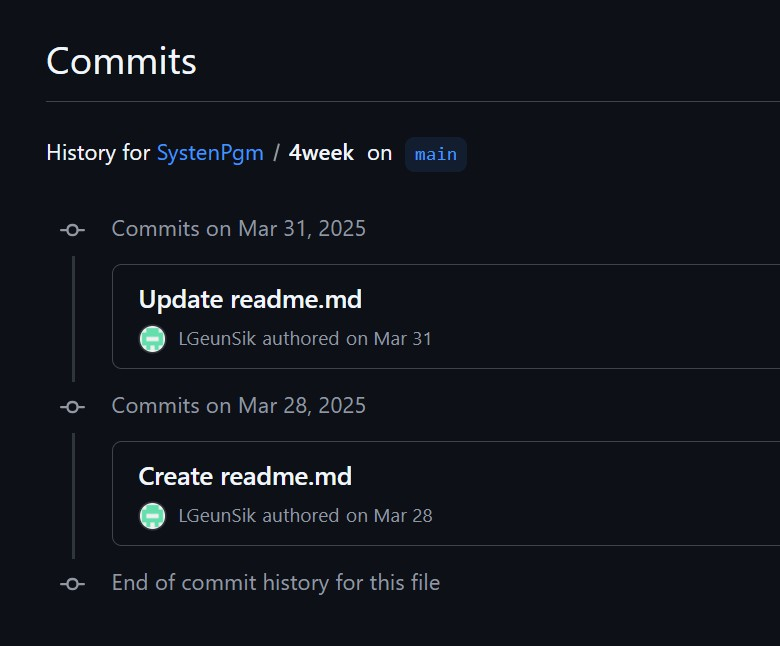 Commits
History for SystenPgm / 4week on main
Commits on Mar 31, 2025
Update readme.md
LGeunSik authored on Mar 31
Commits on Mar 28, 2025
Create readme.md
LGeunSik authored on Mar 28
End of commit history for this file